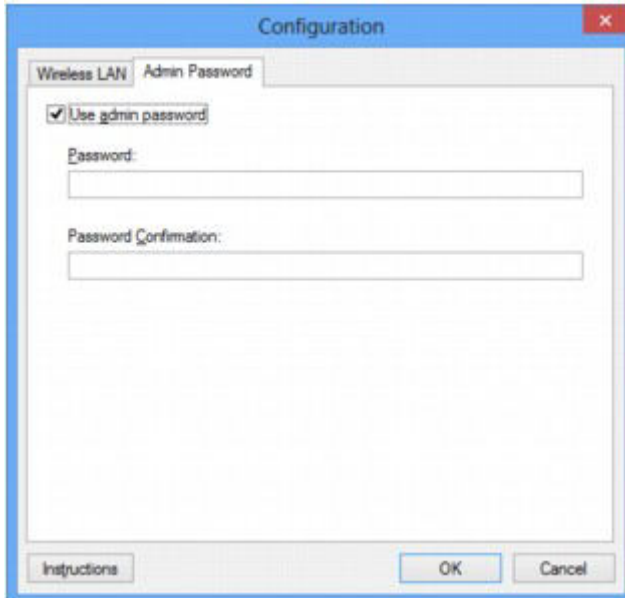 Configuration
Wireless LAN Admin Password
Use admin password
Password:
Password Confirmation:
Instructions OK Cancel